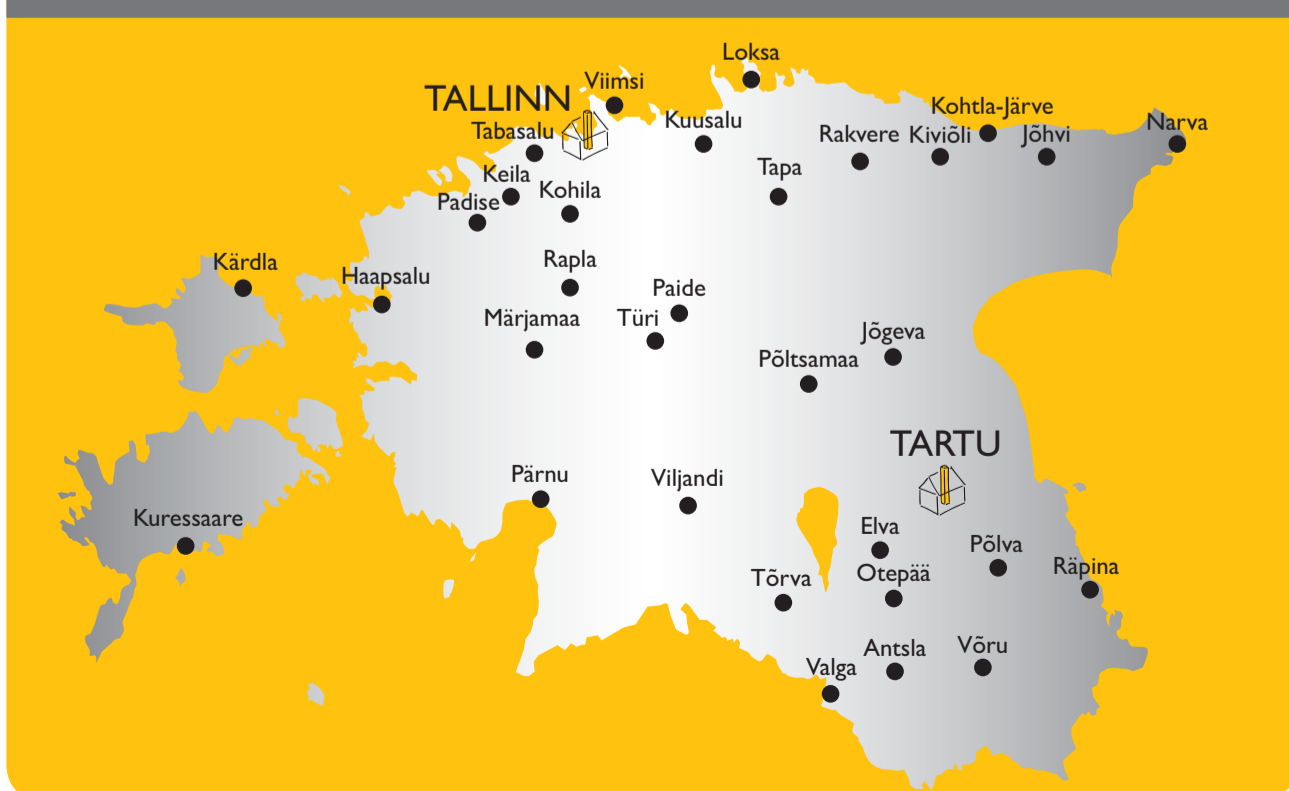 Loksa
Viimsi
TALLINN
Kohtla-Järve
Kuusalu
Narva
Tabasalu
Rakvere
Kiviõli
Jõhvi
Tapa
Keila
Kohila
Padise
Kärdla
Rapla
Haapsalu
Paide
Märjamaa
Türi
Jõgeva
Põltsamaa
TARTU
Pärnu
Viljandi
Kuressaare
Elva
Põlva
Räpina
Otepää
Tõrva
Antsla
Võru
Valga